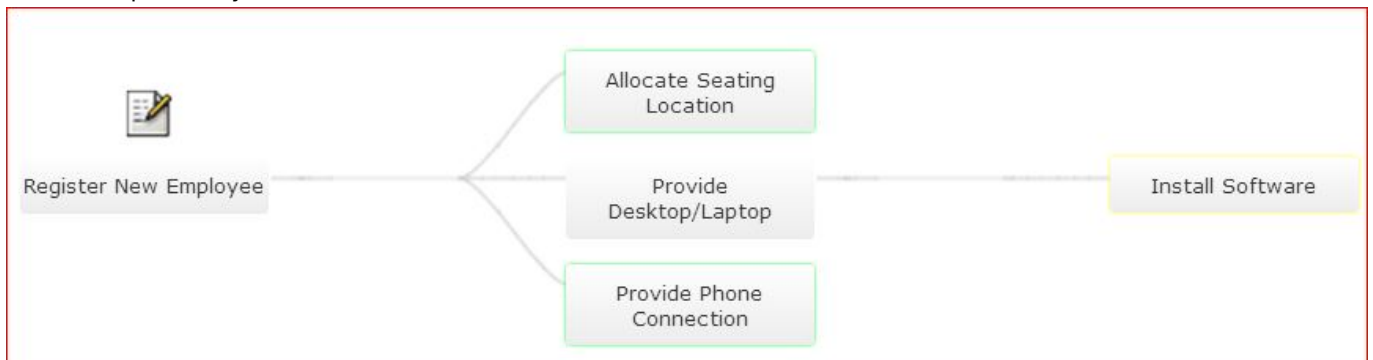 Register New Employee
Allocate Seating
Location
Provide
Desktop/Laptop
Provide Phone
Connection
Install Software